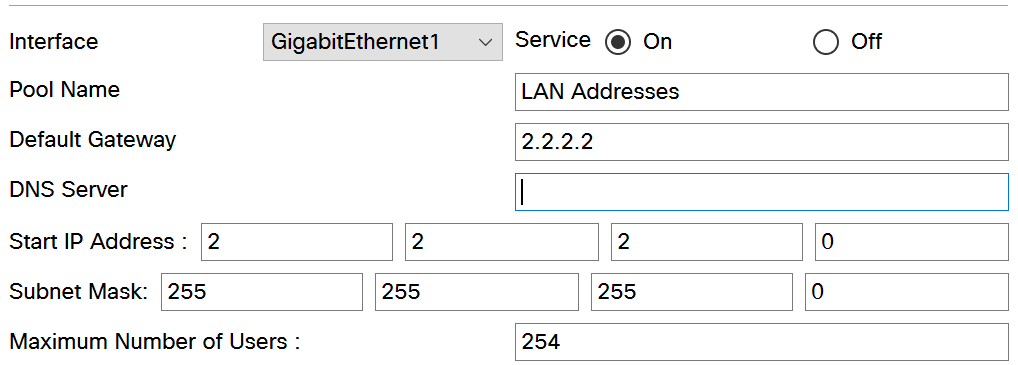 Interface GigabitEthernet1 Service On Off
Pool Name LAN Addresses
Default Gateway 2.2.2.2
DNS Server
Start IP Address : 2 2 2 0
Subnet Mask: 255 255 255 0
Maximum Number of Users : 254